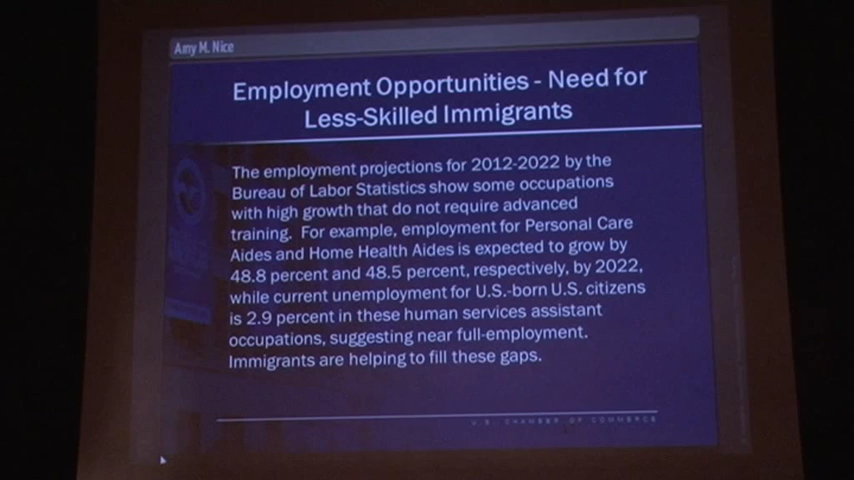 Amy M. Nice
Employment Opportunities - Need for
Less-Skilled Immigrants
The employment projections for 2012-2022 by the
Bureau of Labor Statistics show some occupations
with high growth that do not require advanced
training. For example, employment for Personal Care
Aides and Home Health Aides is expected to grow by
48.8 percent and 48.5 percent, respectively, by 2022,
while current unemployment for U.S.-born U.S. citizens
is 2.9 percent in these human services assistant
occupations, suggesting near full-employment.
Immigrants are helping to fill these gaps.
U.S. CHAMBER OF COMMERCE